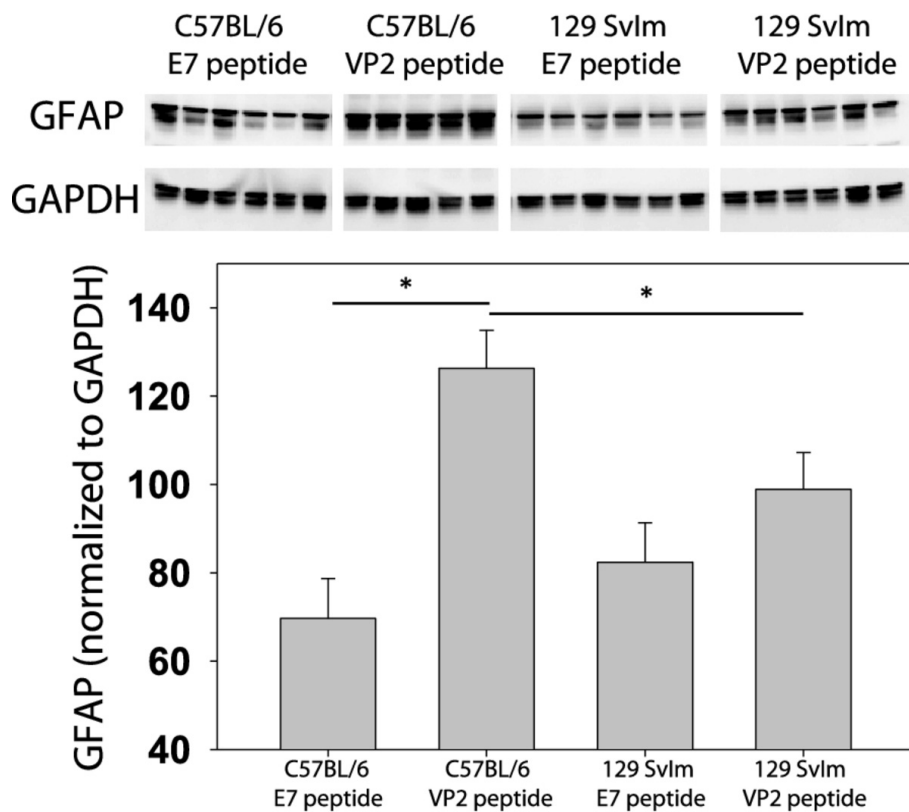 C57BL/6 C57BL/6 129 SvIm 129 SvIm
E7 peptide VP2 peptide E7 peptide VP2 peptide
GFAP
GAPDH
GFAP (normalized to GAPDH)
* *
140
120
100
80
60
40
C57BL/6 C57BL/6 129 SvIm 129 SvIm
E7 peptide VP2 peptide E7 peptide VP2 peptide